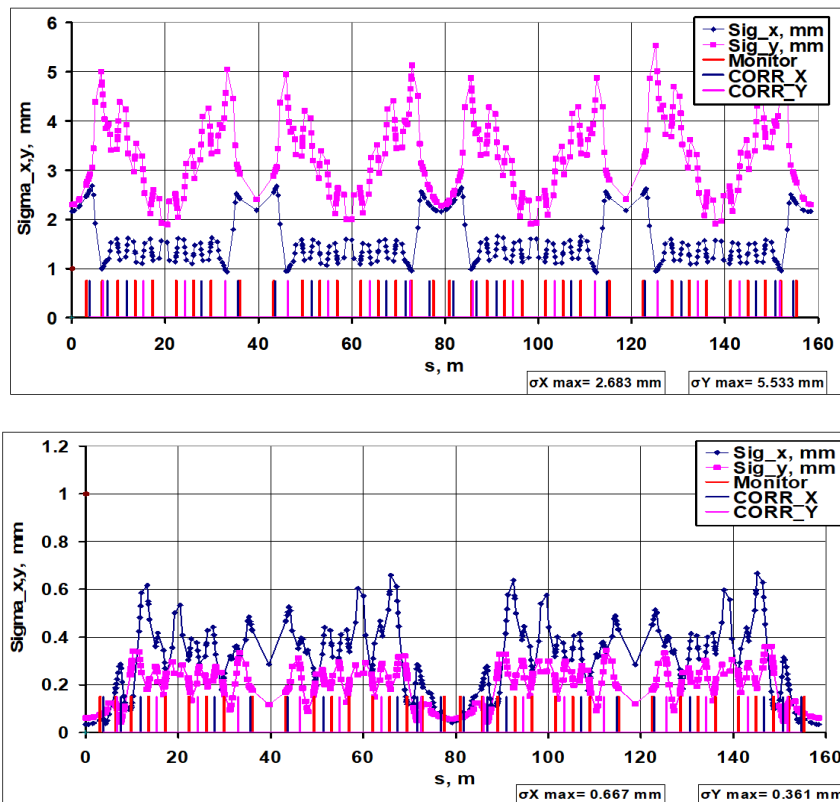 6
5
4
3
2
1
0
Sigma_x,y, mm
Sig_x, mm
Sig_y, mm
Monitor
CORR_X
CORR_Y
0 20 40 60 80 100 120 140 160
s, m
σX max= 2.683 mm σY max= 5.533 mm
1.2
1
0.8
0.6
0.4
0.2
0
Sigma_x,y, mm
Sig_x, mm
Sig_y, mm
Monitor
CORR_X
CORR_Y
0 20 40 60 80 100 120 140 160
s, m
σX max= 0.667 mm σY max= 0.361 mm